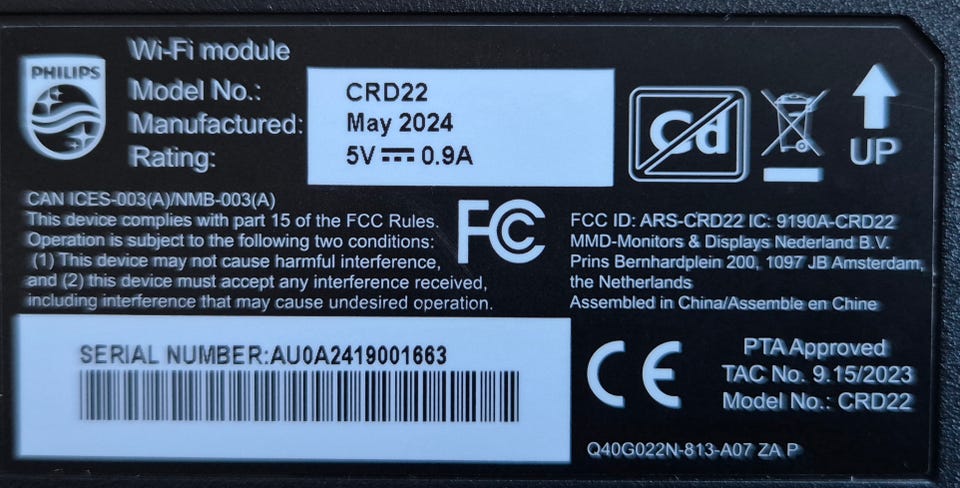 PHILIPS
Wi-Fi module
Model No.: CRD22
Manufactured: May 2024
Rating: 5V 0.9A
Cd
UP
CAN ICES-003(A)/NMB-003(A)
This device complies with part 15 of the FCC Rules.
Operation is subject to the following two conditions:
(1) This device may not cause harmful interference,
and (2) this device must accept any interference received,
including interference that may cause undesired operation.
FC
FCC ID: ARS-CRD22 IC: 9190A-CRD22
MMD-Monitors & Displays Nederland B.V.
Prins Bernhardplein 200, 1097 JB Amsterdam,
the Netherlands
Assembled in China/Assemble en Chine
SERIAL NUMBER:AU0A2419001663
CE
PTA Approved
TAC No. 9.15/2023
Model No.: CRD22
Q40G022N-813-A07 ZA P